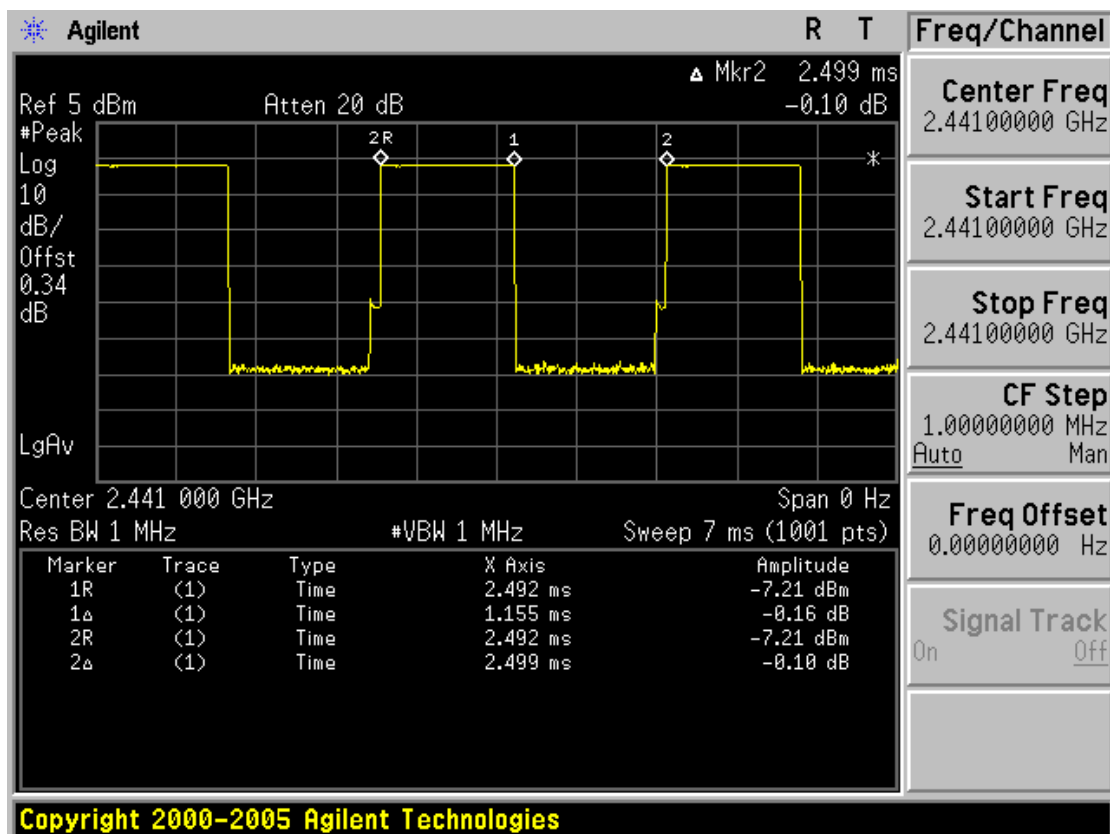 Agilent R T
Freq/Channel
Δ Mkr2 2.499 ms
Ref 5 dBm Atten 20 dB -0.10 dB
#Peak
Log
10
dB/
Offst
0.34
dB
LgAv
2R 1 2
*
Center 2.441 000 GHz Span 0 Hz
Res BW 1 MHz #VBW 1 MHz Sweep 7 ms (1001 pts)
Marker Trace Type X Axis Amplitude
1R (1) Time 2.492 ms -7.21 dBm
1Δ (1) Time 1.155 ms -0.16 dB
2R (1) Time 2.492 ms -7.21 dBm
2Δ (1) Time 2.499 ms -0.10 dB
Center Freq
2.44100000 GHz
Start Freq
2.44100000 GHz
Stop Freq
2.44100000 GHz
CF Step
1.00000000 MHz
Auto Man
Freq Offset
0.00000000 Hz
Signal Track
On Off
Copyright 2000-2005 Agilent Technologies